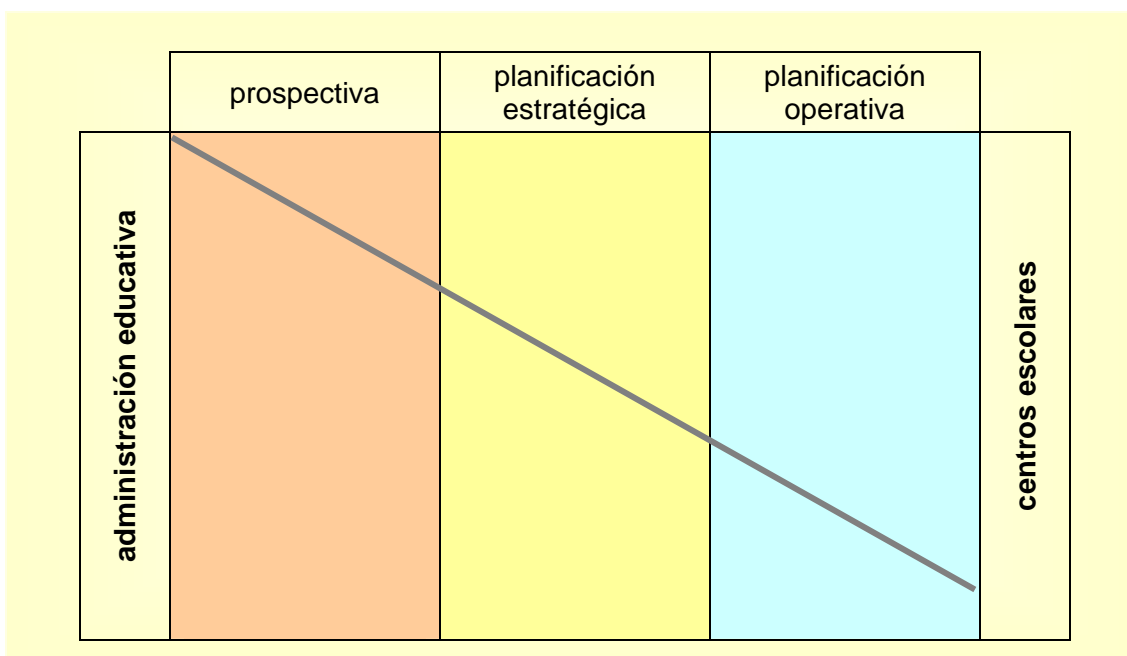 prospectiva
planificación
estratégica
planificación
operativa
administración educativa
centros escolares